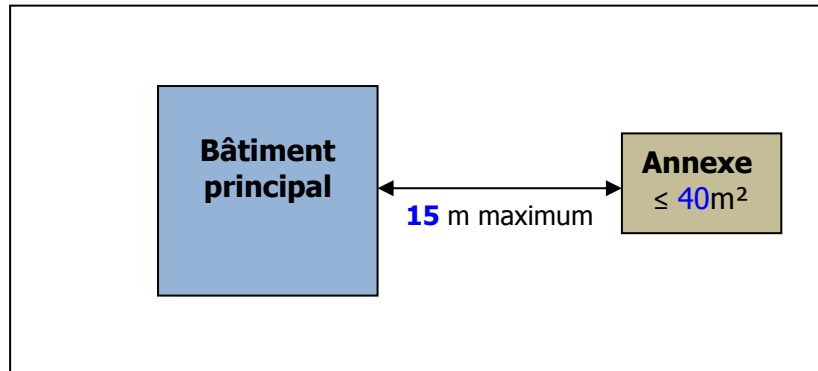 Bâtiment
principal
15 m maximum
Annexe
≤ 40m²